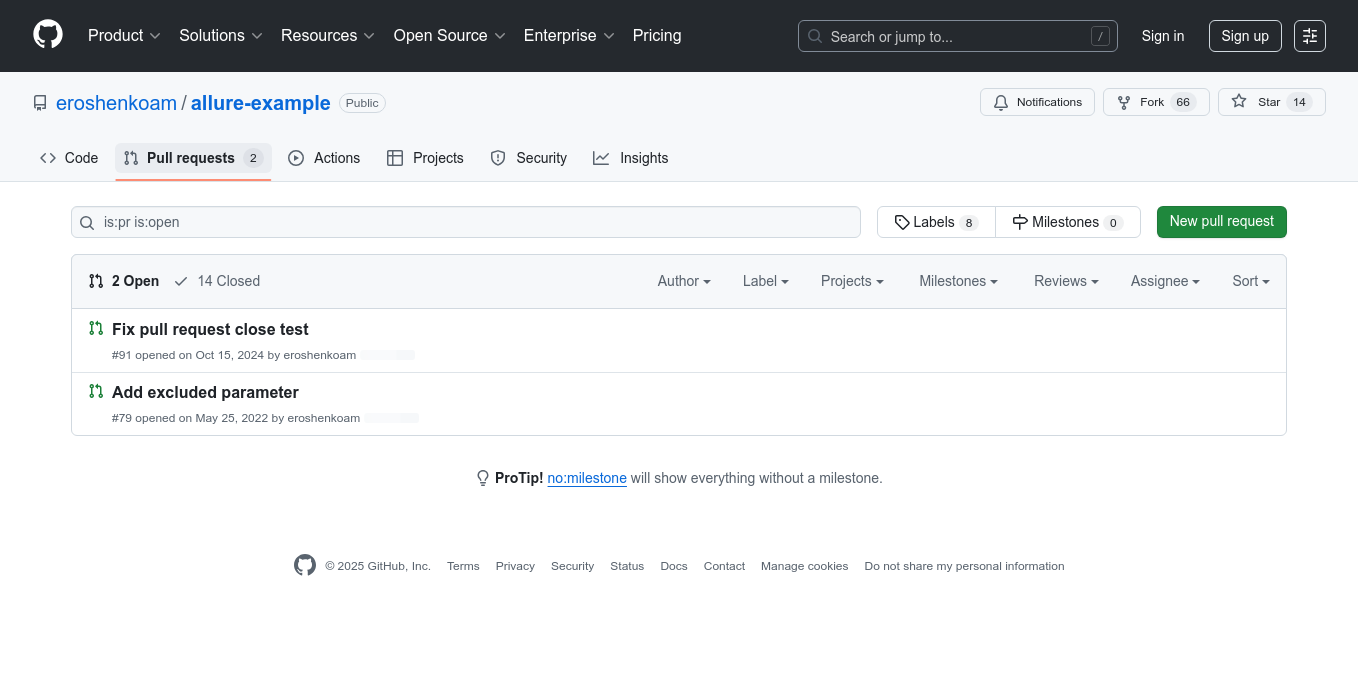 Product Solutions Resources Open Source Enterprise Pricing Search or jump to... / Sign in Sign up
eroshenkoam / allure-example Public Notifications Fork 66 Star 14
Code Pull requests 2 Actions Projects Security Insights
is:pr is:open Labels 8 Milestones 0 New pull request
2 Open 14 Closed Author Label Projects Milestones Reviews Assignee Sort
Fix pull request close test
#91 opened on Oct 15, 2024 by eroshenkoam
Add excluded parameter
#79 opened on May 25, 2022 by eroshenkoam
ProTip! no:milestone will show everything without a milestone.
© 2025 GitHub, Inc. Terms Privacy Security Status Docs Contact Manage cookies Do not share my personal information